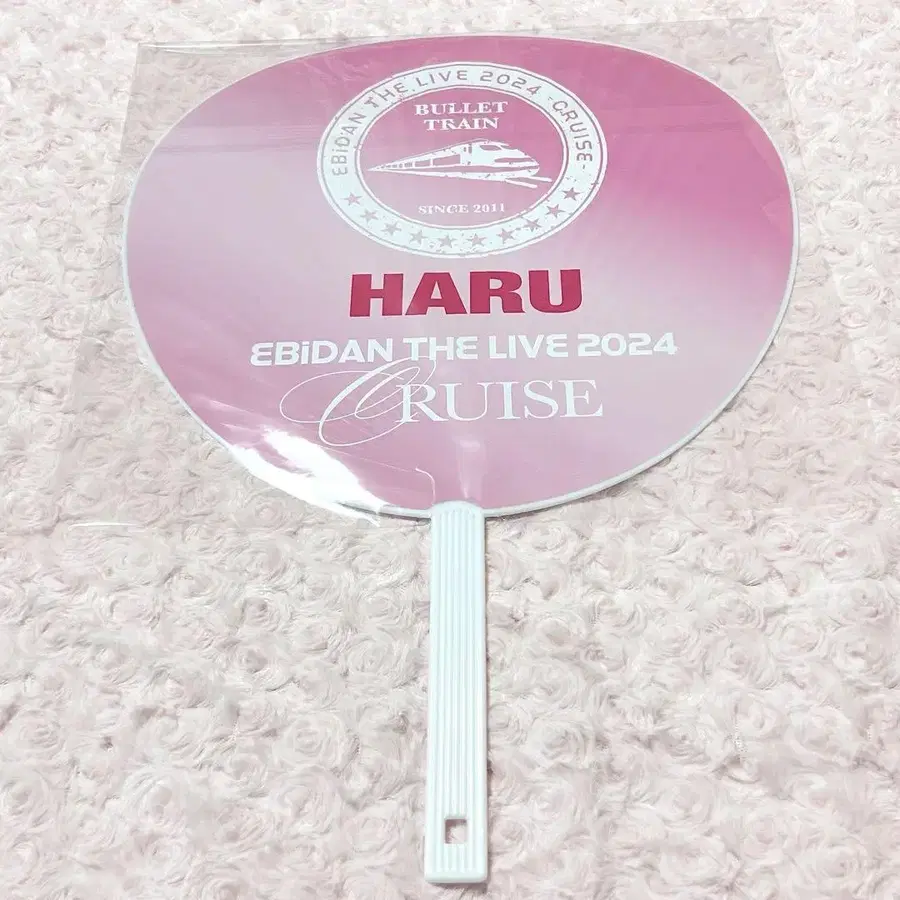 EBiDAN THE LIVE 2024 -CRUISE-
BULLET
TRAIN
SINCE 2011
HARU
EBiDAN THE LIVE 2024
CRUISE